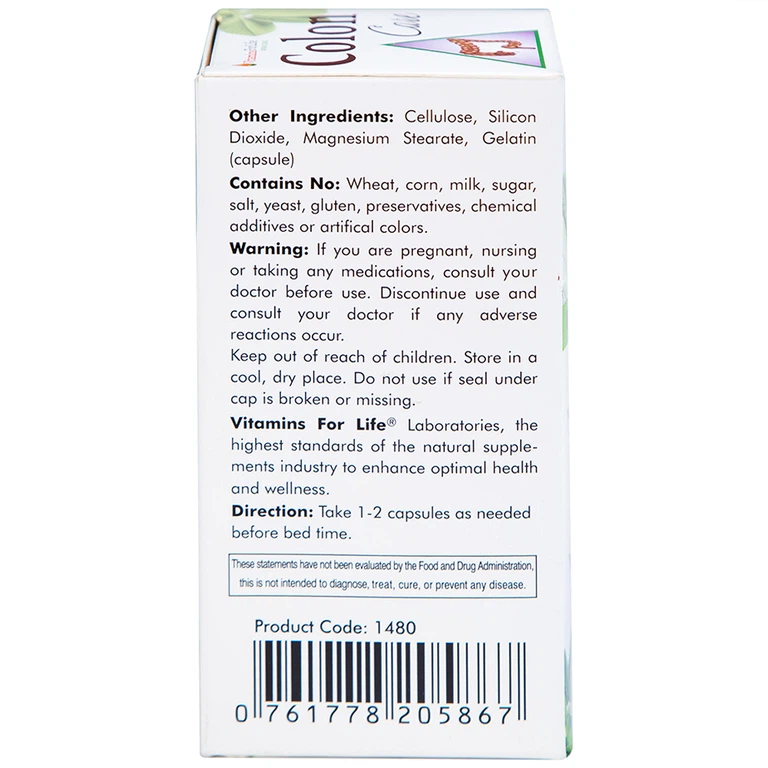 Colon
Care
Other Ingredients: Cellulose, Silicon
Dioxide, Magnesium Stearate, Gelatin
(capsule)
Contains No: Wheat, corn, milk, sugar,
salt, yeast, gluten, preservatives, chemical
additives or artifical colors.
Warning: If you are pregnant, nursing
or taking any medications, consult your
doctor before use. Discontinue use and
consult your doctor if any adverse
reactions occur.
Keep out of reach of children. Store in a
cool, dry place. Do not use if seal under
cap is broken or missing.
Vitamins For Life® Laboratories, the
highest standards of the natural supple-
ments industry to enhance optimal health
and wellness.
Direction: Take 1-2 capsules as needed
before bed time.
These statements have not been evaluated by the Food and Drug Administration,
this is not intended to diagnose, treat, cure, or prevent any disease.
Product Code: 1480
0 761778 205867